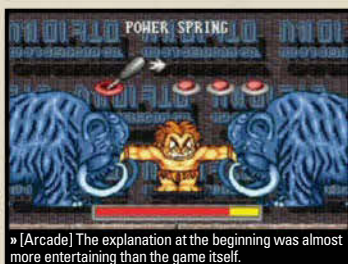 POWER SPRING
» [Arcade] The explanation at the beginning was almost
more entertaining than the game itself.